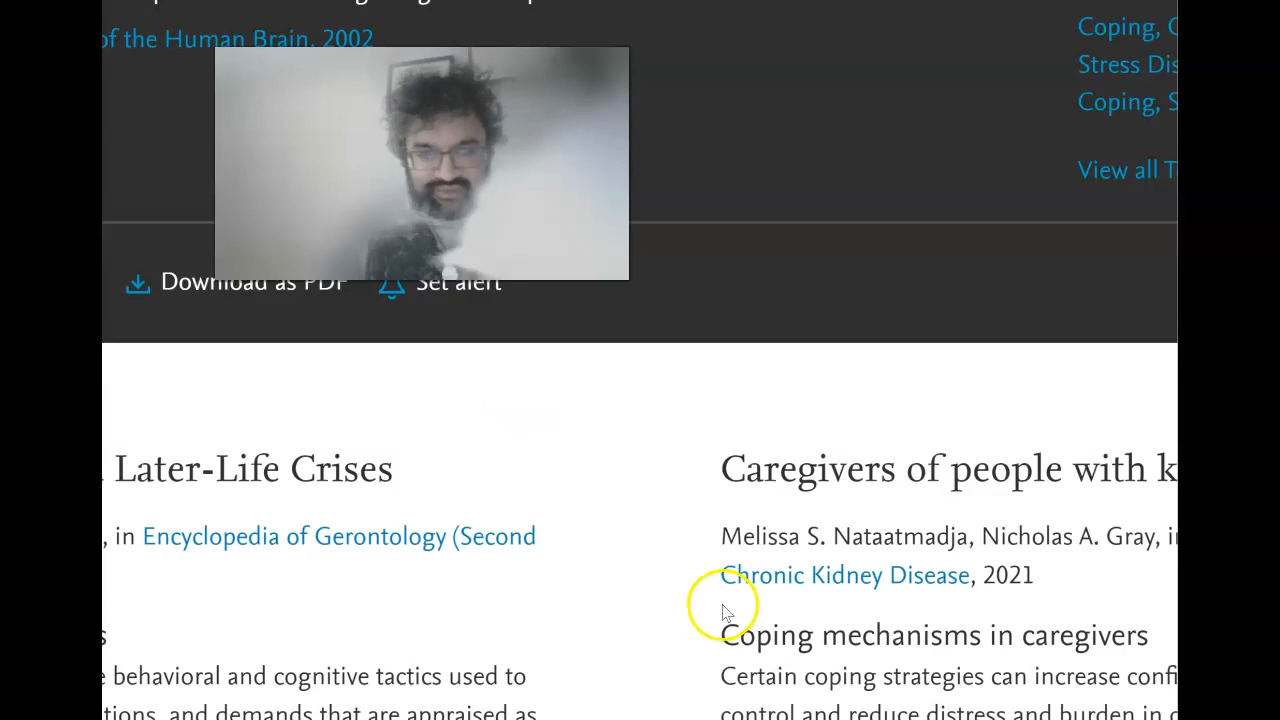 of the Human Brain, 2002
Coping, 
Stress
Coping,
View all
Download as PDF
Set alert
Later-Life Crises
, in Encyclopedia of Gerontology (Second
behavioral and cognitive tactics used to
and demands that are appraised as
Caregivers of people with
Melissa S. Nataatmadja, Nicholas A. Gray,
Chronic Kidney Disease, 2021
Coping mechanisms in caregivers
Certain coping strategies can increase
control and reduce distress and burden in